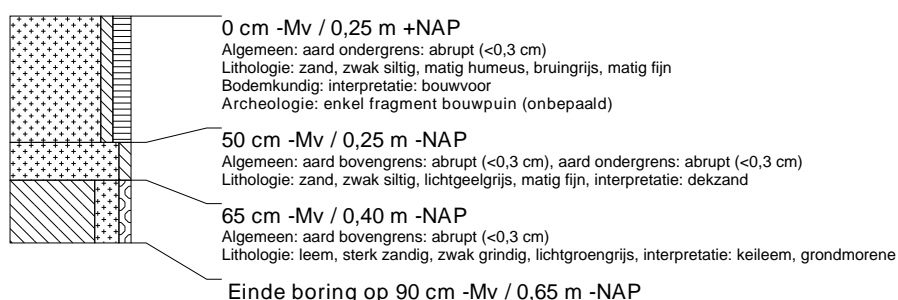 0 cm -Mv / 0,25 m +NAP
Algemeen: aard ondergrens: abrupt (<0,3 cm)
Lithologie: zand, zwak siltig, matig humeus, bruingrijs, matig fijn
Bodemkundig: interpretatie: bouwvoor
Archeologie: enkel fragment bouwpuin (onbepaald)
50 cm -Mv / 0,25 m -NAP
Algemeen: aard bovengrens: abrupt (<0,3 cm), aard ondergrens: abrupt (<0,3 cm)
Lithologie: zand, zwak siltig, lichtgeelgrijs, matig fijn, interpretatie: dekzand
65 cm -Mv / 0,40 m -NAP
Algemeen: aard bovengrens: abrupt (<0,3 cm)
Lithologie: leem, sterk zandig, zwak grindig, lichtgroengrijs, interpretatie: keileem, grondmorene
Einde boring op 90 cm -Mv / 0,65 m -NAP